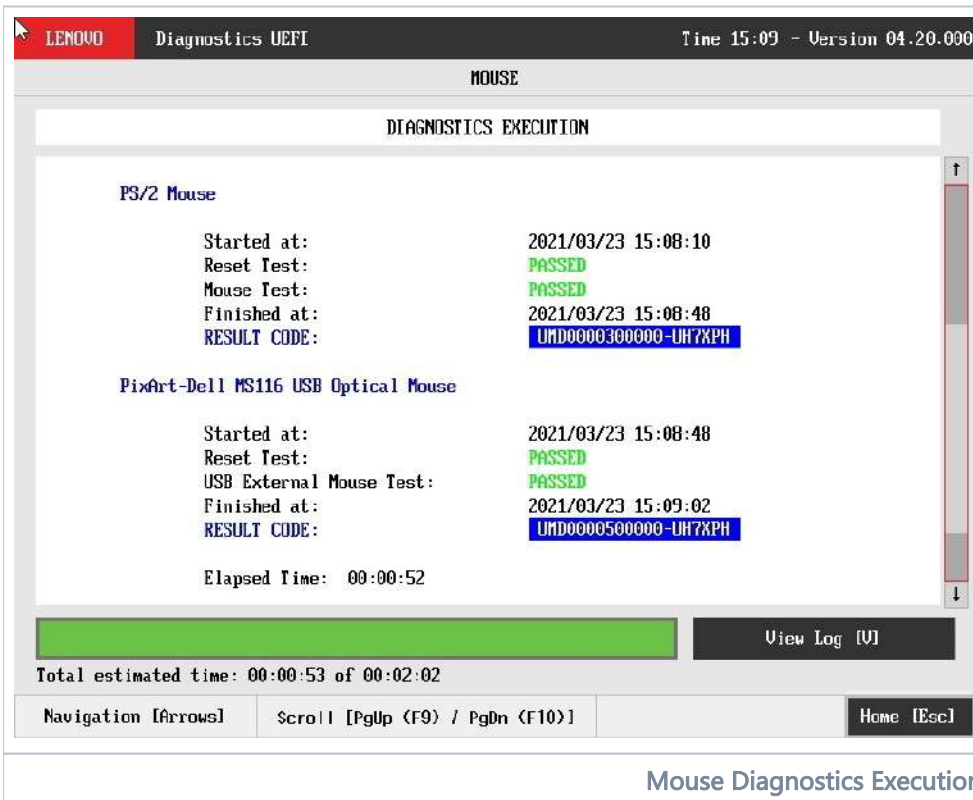 LENOVO Diagnostics UEFI Time 15:09 - Version 04.20.000
MOUSE
DIAGNOSTICS EXECUTION
PS/2 Mouse
Started at: 2021/03/23 15:08:10
Reset Test: PASSED
Mouse Test: PASSED
Finished at: 2021/03/23 15:08:48
RESULT CODE: UMD0000300000-UH7XPH
PixArt-Dell MS116 USB Optical Mouse
Started at: 2021/03/23 15:08:48
Reset Test: PASSED
USB External Mouse Test: PASSED
Finished at: 2021/03/23 15:09:02
RESULT CODE: UMD0000500000-UH7XPH
Elapsed Time: 00:00:52
View Log [V]
Total estimated time: 00:00:53 of 00:02:02
Navigation [Arrows] Scroll [PgUp (F9) / PgDn (F10)] Home [Esc]
Mouse Diagnostics Execution